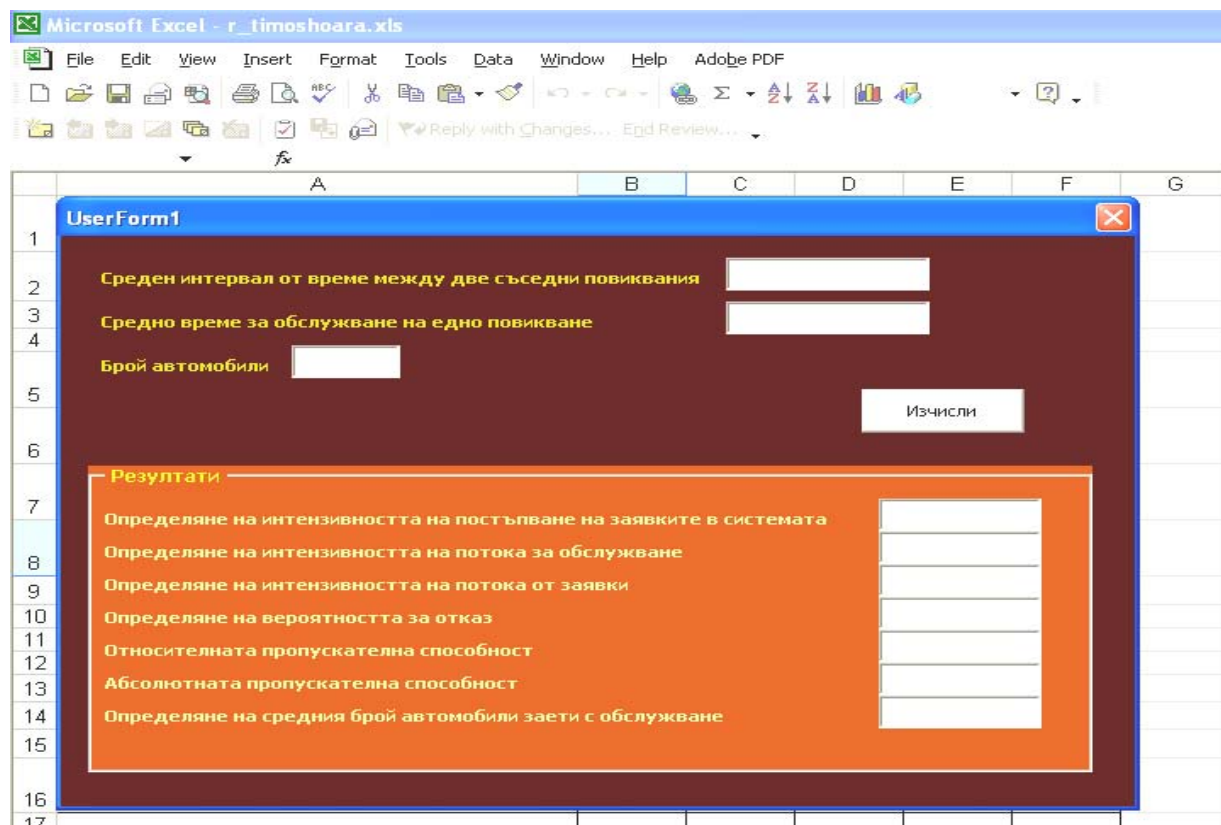 Microsoft Excel - r_timoshoara.xls
File Edit View Insert Format Tools Data Window Help Adobe PDF
Reply with Changes... End Review...
fx
A B C D E F G
UserForm1
1
Среден интервал от време между две съседни повиквания
2
3
Средно време за обслужване на едно повикване
4
Брой автомобили
5
Изчисли
6
Резултати
7
Определяне на интензивността на постъпване на заявките в системата
Определяне на интензивността на потока за обслужване
8
Определяне на интензивността на потока от заявки
9
10
Определяне на вероятността за отказ
11
Относителната пропускателна способност
12
Абсолютната пропускателна способност
13
14
Определяне на средния брой автомобили заети с обслужване
15
16
17